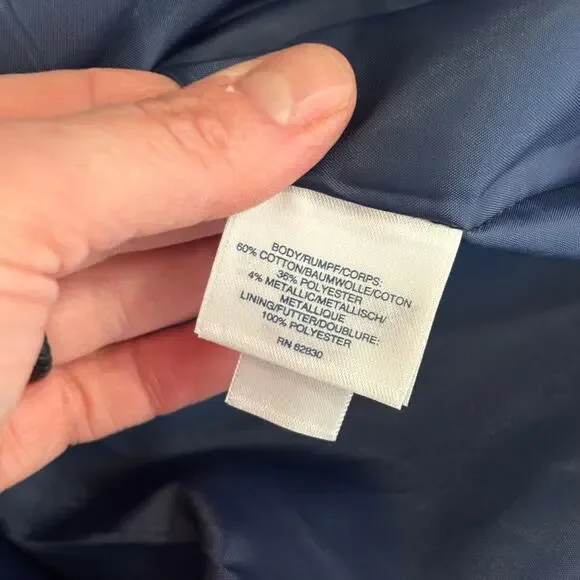 BODY/RUMPF/CORPS:
60% COTTON/BAUMWOLLE/COTON
36% POLYESTER
4% METALLIC/METALLISCH/
METALLIQUE
LINING/FUTTER/DOUBLURE:
100% POLYESTER
RN 82930